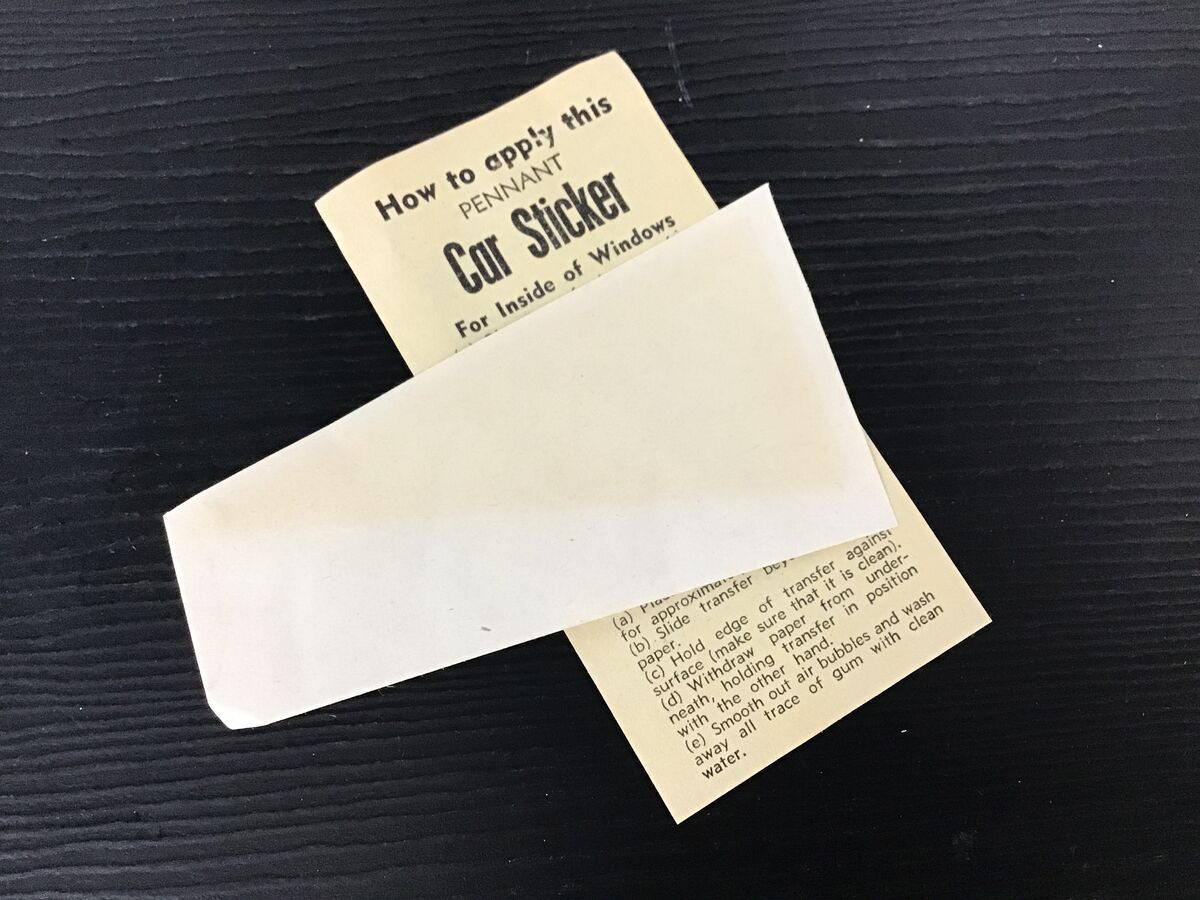 How to apply this
PENNANT
Car Sticker
For Inside of Windows
(a)
for approximate
(b) Slide transfer
paper.
(c) Hold edge of transfer against
surface (make sure that it is clean).
(d) Withdraw paper from under-
neath, holding transfer in position
with the other hand.
(e) Smooth out air bubbles and wash
away all trace of gum with clean
water.